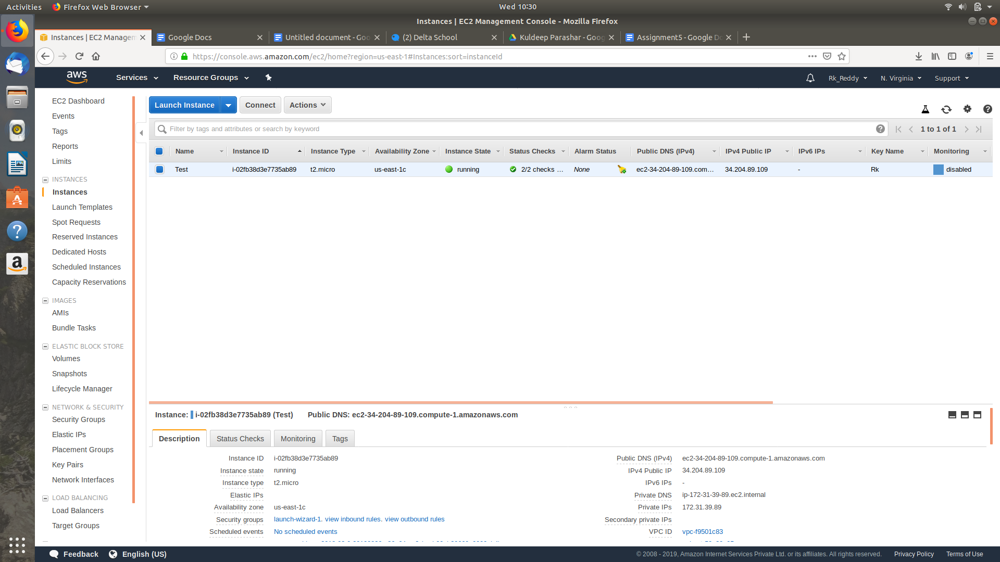 Activities Firefox Web Browser Wed 10:30
Instances | EC2 Management Console - Mozilla Firefox
Instances | EC2 Managem Google Docs Untitled document - Goo (2) Delta School Kuldeep Parashar - Goog Assignment5 - Google Do
https://console.aws.amazon.com/ec2/home?region=us-east-1#Instances:sort=instanceId
aws Services Resource Groups Rk_Reddy N. Virginia Support
EC2 Dashboard
Events
Tags
Reports
Limits
INSTANCES
Instances
Launch Templates
Spot Requests
Reserved Instances
Dedicated Hosts
Scheduled Instances
Capacity Reservations
IMAGES
AMIs
Bundle Tasks
ELASTIC BLOCK STORE
Volumes
Snapshots
Lifecycle Manager
NETWORK & SECURITY
Security Groups
Elastic IPs
Placement Groups
Key Pairs
Network Interfaces
LOAD BALANCING
Load Balancers
Target Groups
Launch Instance Connect Actions
Filter by tags and attributes or search by keyword 1 to 1 of 1
Name Instance ID Instance Type Availability Zone Instance State Status Checks Alarm Status Public DNS (IPv4) IPv4 Public IP IPv6 IPs Key Name Monitoring
Test i-02fb38d3e7735ab89 t2.micro us-east-1c running 2/2 checks ... None ec2-34-204-89-109.com... 34.204.89.109 - Rk disabled
Instance: i-02fb38d3e7735ab89 (Test) Public DNS: ec2-34-204-89-109.compute-1.amazonaws.com
Description Status Checks Monitoring Tags
Instance ID i-02fb38d3e7735ab89 Public DNS (IPv4) ec2-34-204-89-109.compute-1.amazonaws.com
Instance state running IPv4 Public IP 34.204.89.109
Instance type t2.micro IPv6 IPs -
Elastic IPs Private DNS ip-172-31-39-89.ec2.internal
Availability zone us-east-1c Private IPs 172.31.39.89
Security groups launch-wizard-1. view inbound rules. view outbound rules Secondary private IPs
Scheduled events No scheduled events VPC ID vpc-f9501c83
Feedback English (US) © 2008 - 2019, Amazon Internet Services Private Ltd. or its affiliates. All rights reserved. Privacy Policy Terms of Use